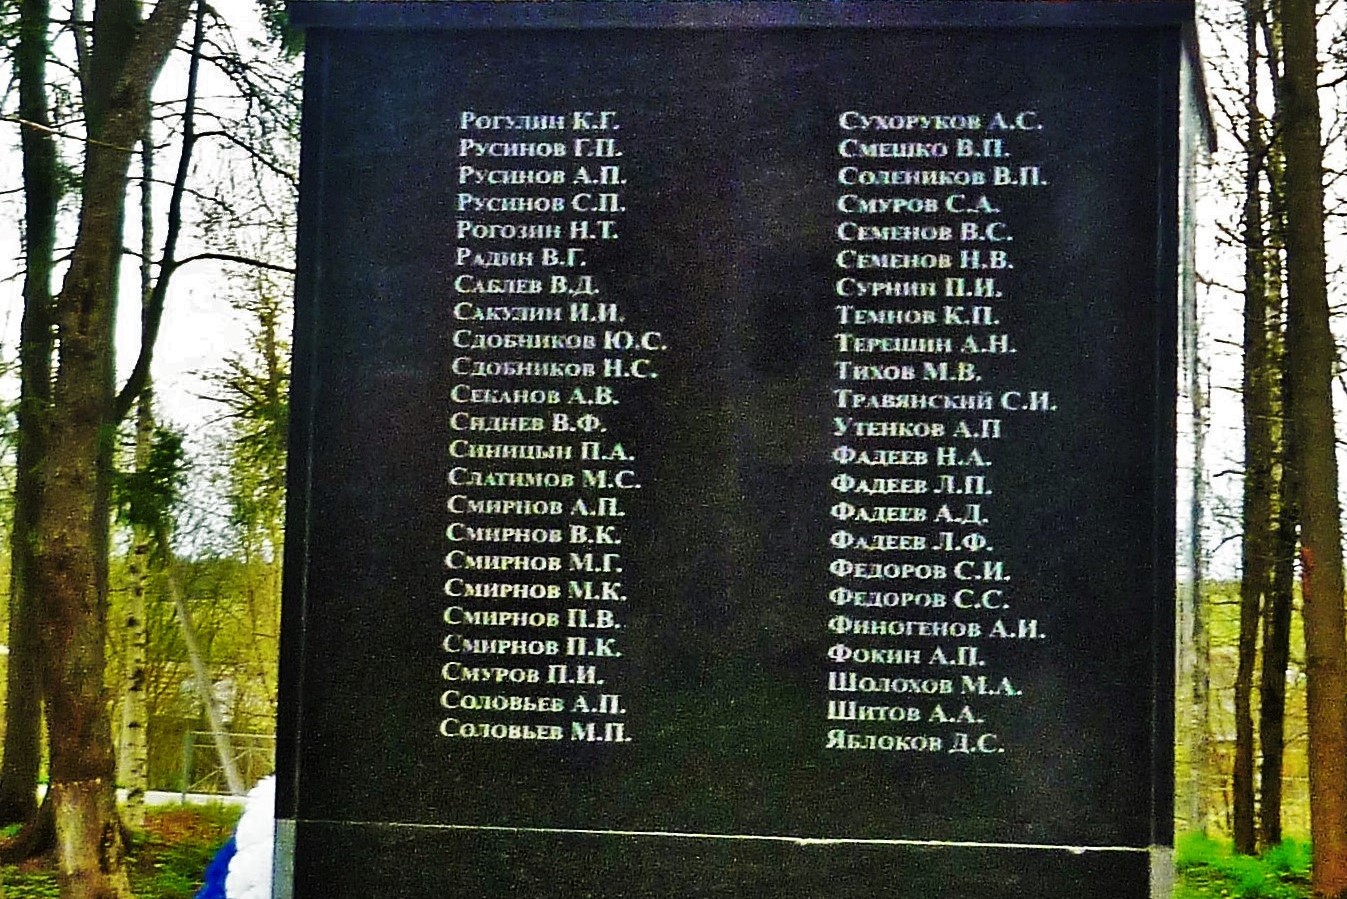 Рогулин К.Г.
Русинов Г.П.
Русинов А.П.
Русинов С.П.
Рогозин Н.Т.
Радин В.Г.
Саблев В.Д.
Сакулин И.И.
Сдобников Ю.С.
Сдобников Н.С.
Секанов А.В.
Сиднев В.Ф.
Синицын П.А.
Слатимов М.С.
Смирнов А.П.
Смирнов В.К.
Смирнов М.Г.
Смирнов М.К.
Смирнов П.В.
Смирнов П.К.
Смуров П.И.
Соловьев А.П.
Соловьев М.П.
Сухоруков А.С.
Смешко В.П.
Солеников В.П.
Смуров С.А.
Семенов В.С.
Семенов Н.В.
Сурнин П.И.
Темнов К.П.
Терешин А.Н.
Тихов М.В.
Травянский С.И.
Утенков А.П
Фадеев Н.А.
Фадеев Л.П.
Фадеев А.Д.
Фадеев Л.Ф.
Федоров С.И.
Федоров С.С.
Финогенов А.И.
Фокин А.П.
Шолохов М.А.
Шитов А.А.
Яблоков Д.С.